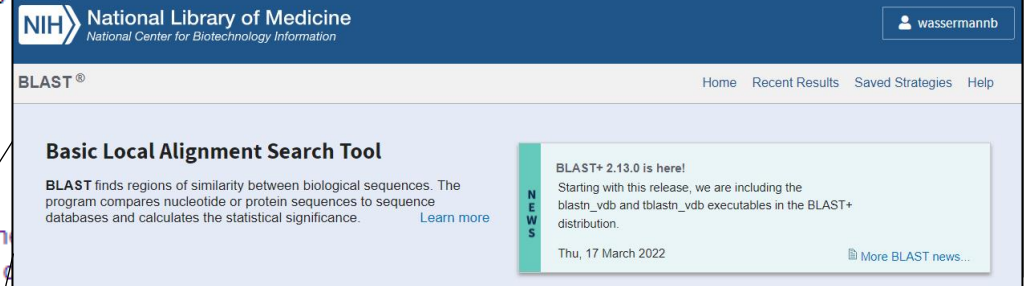 NIH National Library of Medicine
National Center for Biotechnology Information
wassermannb
BLAST ®
Home Recent Results Saved Strategies Help
Basic Local Alignment Search Tool
BLAST finds regions of similarity between biological sequences. The
program compares nucleotide or protein sequences to sequence
databases and calculates the statistical significance. Learn more
NEWS
BLAST+ 2.13.0 is here!
Starting with this release, we are including the
blastn_vdb and tblastn_vdb executables in the BLAST+
distribution.
Thu, 17 March 2022
More BLAST news...